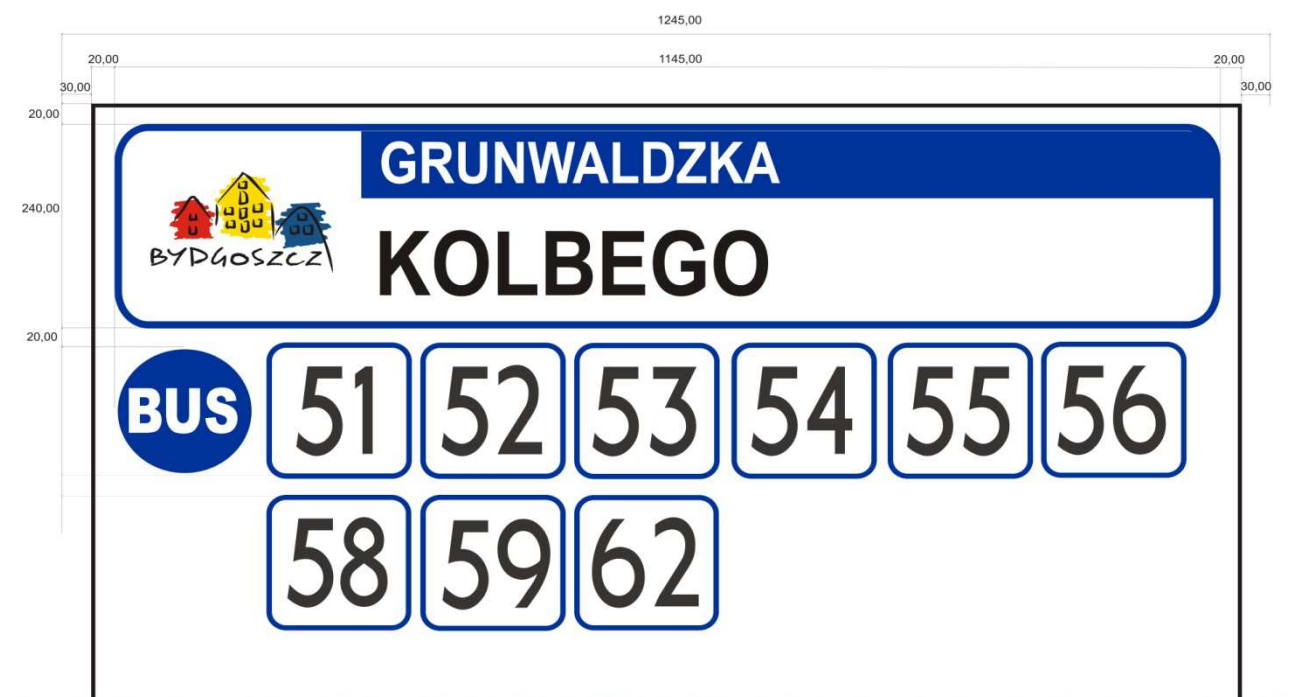 1245,00
20,00 1145,00 20,00
30,00 30,00
20,00
GRUNWALDZKA
240,00
KOLBEGO
BYDGOSZCZ
20,00
BUS 51 52 53 54 55 56
58 59 62